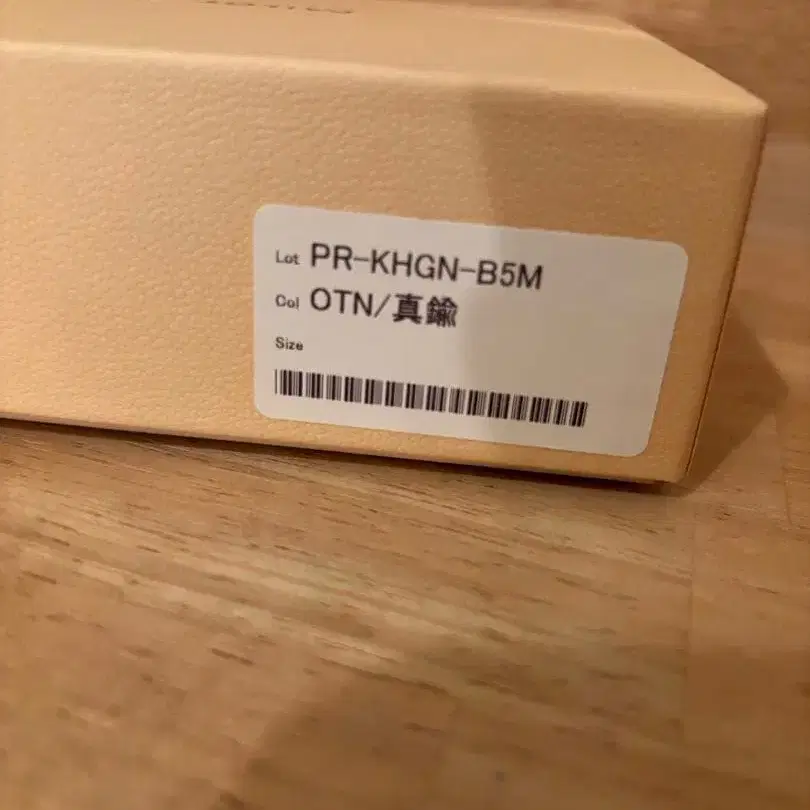 Lot PR-KHGN-B5M
Col OTN/真鍮
Size